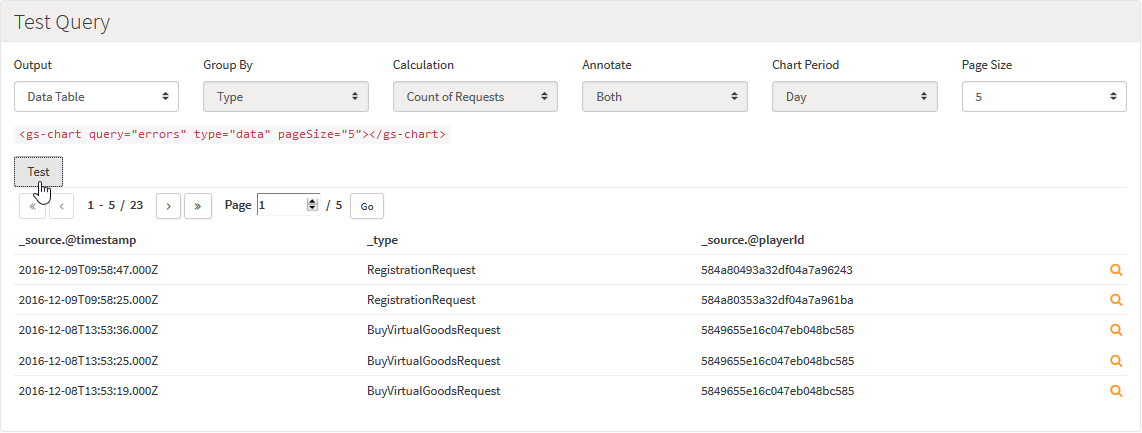 Test Query
Output Group By Calculation Annotate Chart Period Page Size
Data Table Type Count of Requests Both Day 5
<gs-chart query="errors" type="data" pageSize="5"></gs-chart>
Test
« ‹ 1 - 5 / 23 › » Page 1 / 5 Go
_source.@timestamp _type _source.@playerId
2016-12-09T09:58:47.000Z RegistrationRequest 584a80493a32df04a7a96243
2016-12-09T09:58:25.000Z RegistrationRequest 584a80353a32df04a7a961ba
2016-12-08T13:53:36.000Z BuyVirtualGoodsRequest 5849655e16c047eb048bc585
2016-12-08T13:53:25.000Z BuyVirtualGoodsRequest 5849655e16c047eb048bc585
2016-12-08T13:53:19.000Z BuyVirtualGoodsRequest 5849655e16c047eb048bc585